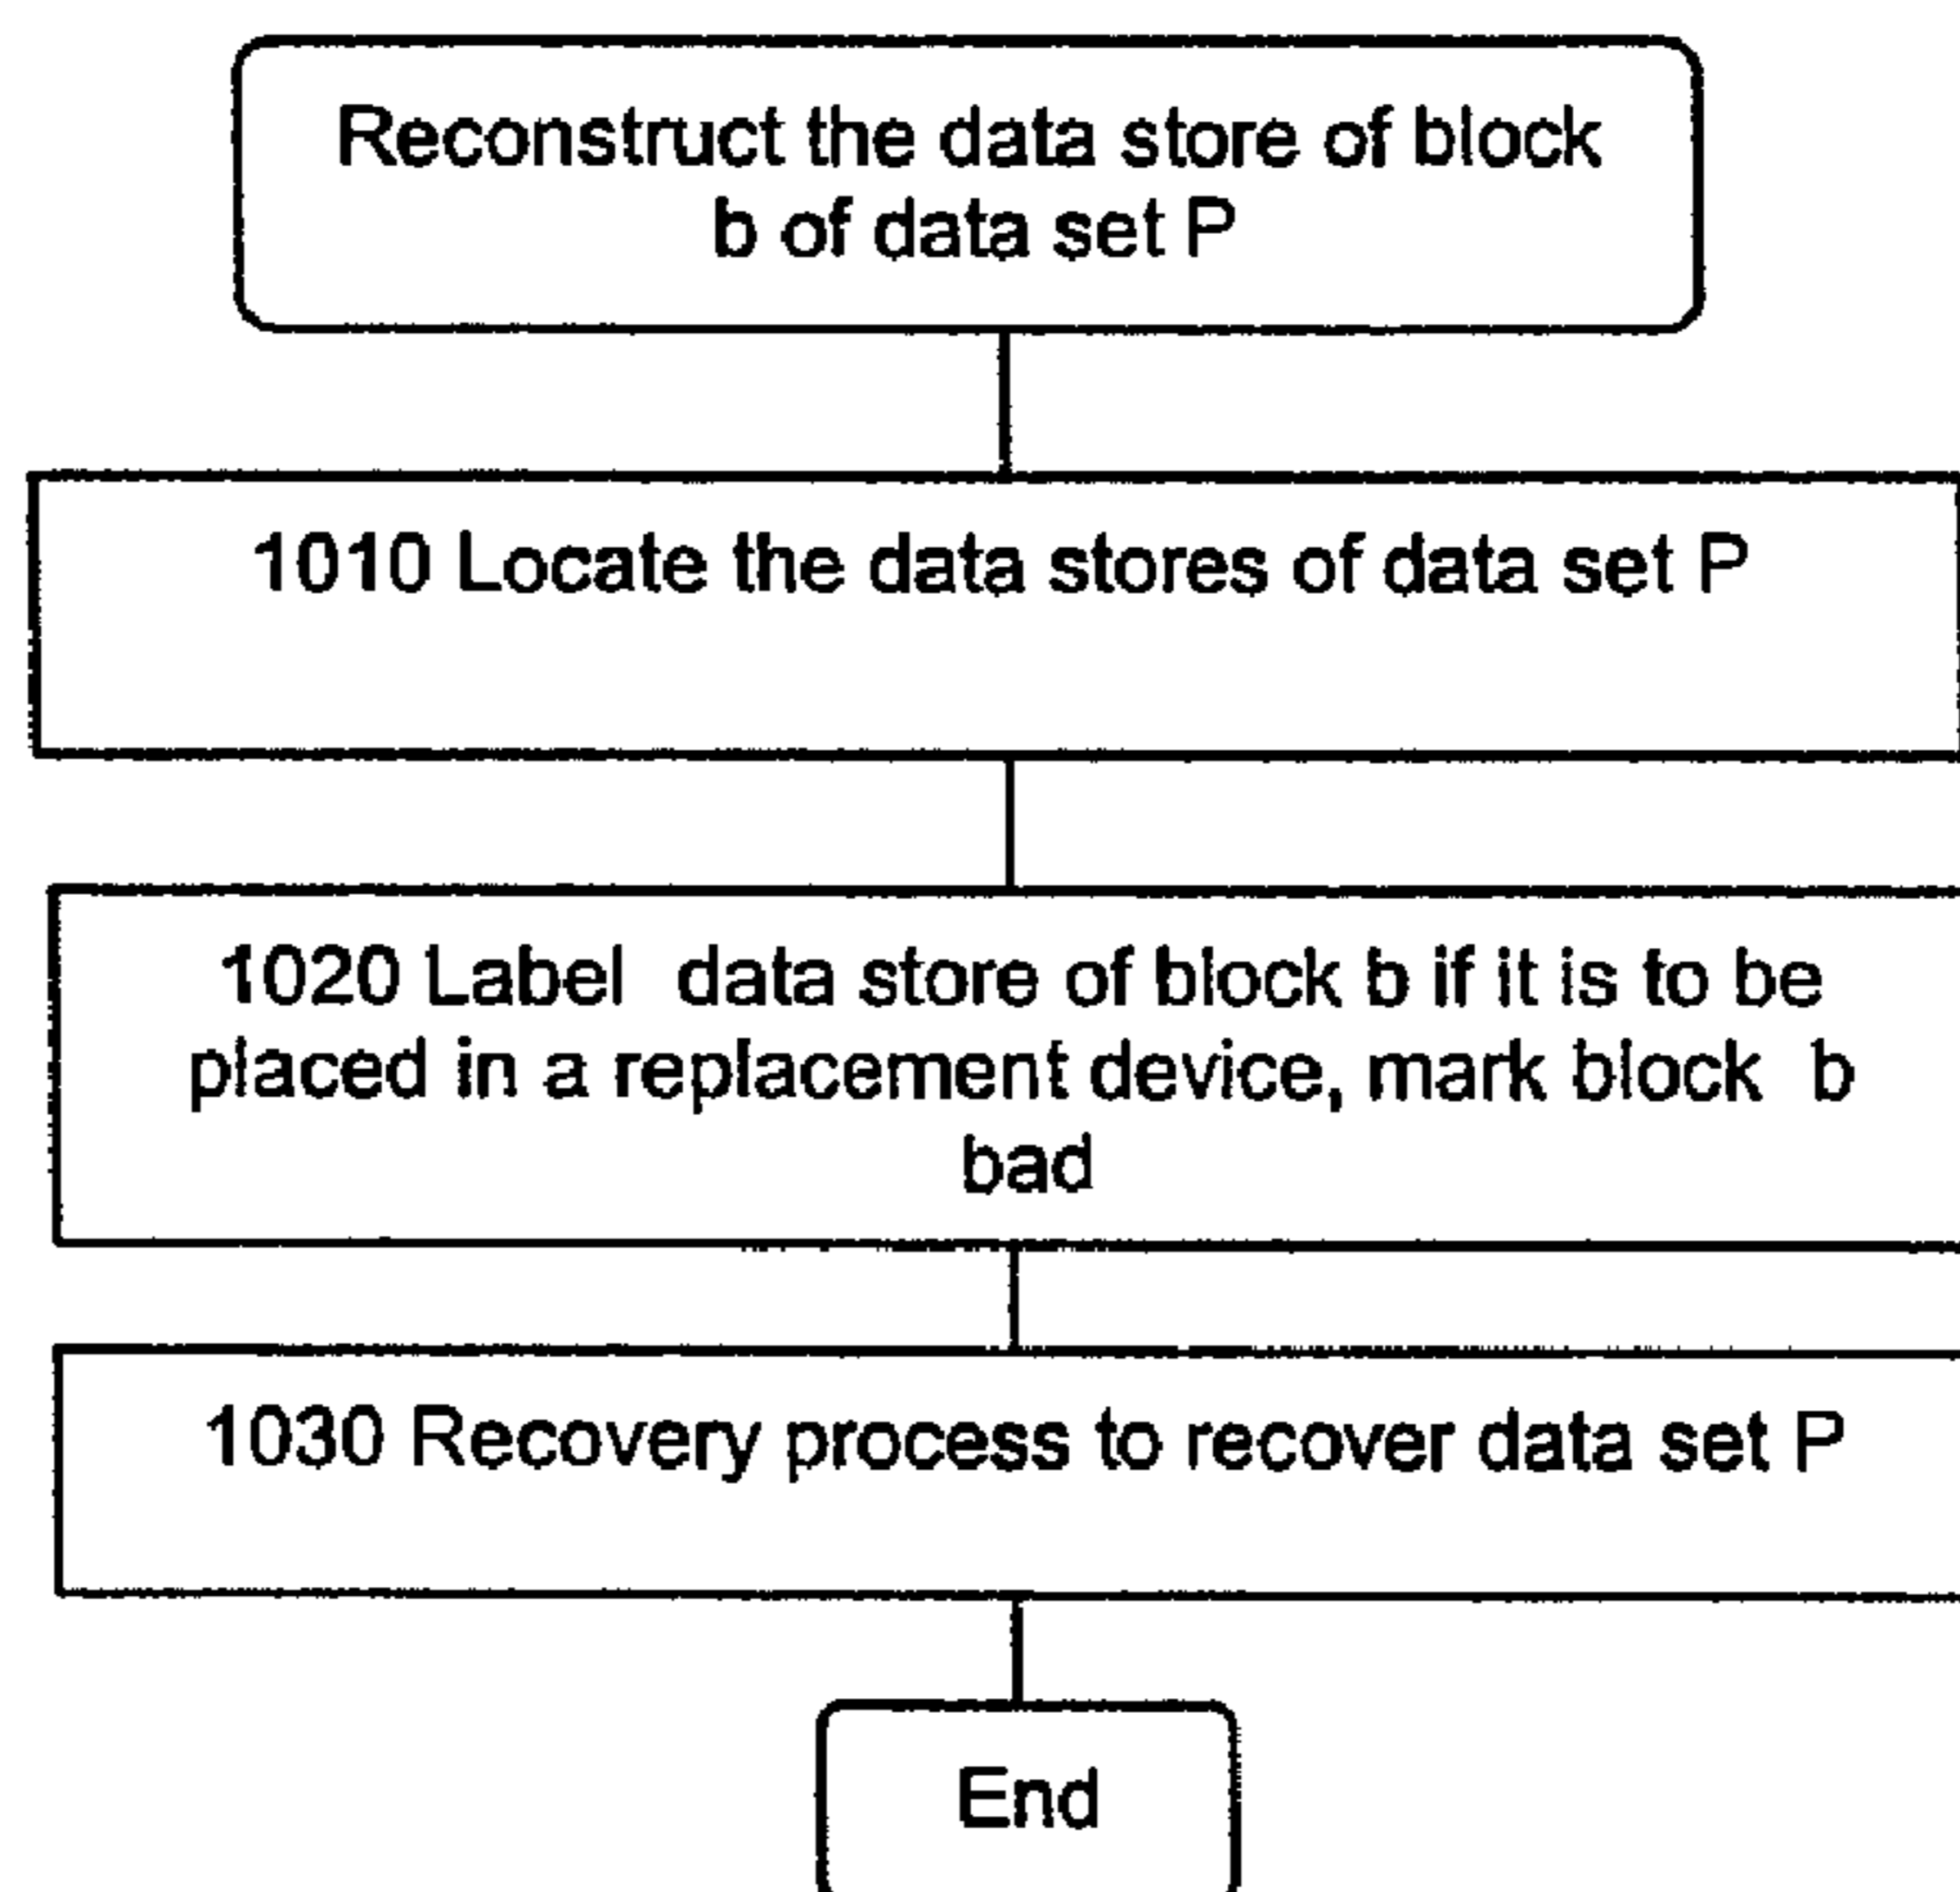 Reconstruct the data store of block
b of data set P
1010 Locate the data stores of data set P
1020 Label data store of block b if it is to be
placed in a replacement device, mark block b
bad
1030 Recovery process to recover data set P
End